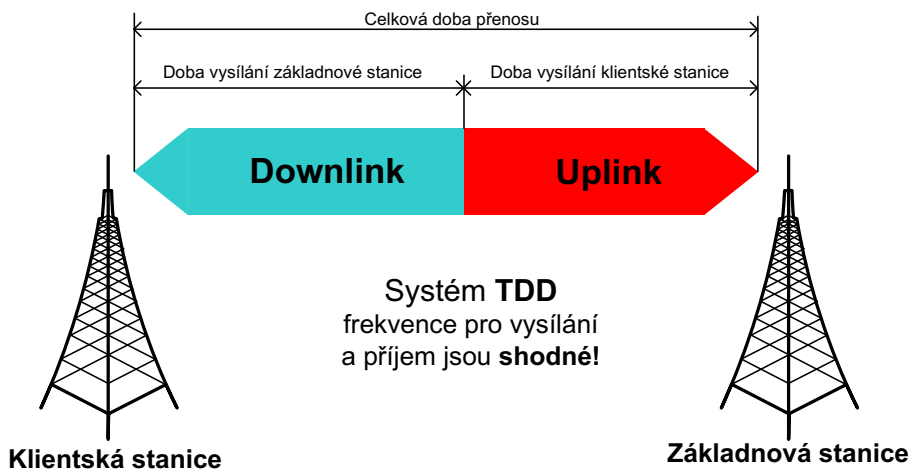 Celková doba přenosu
Doba vysílání základnové stanice
Doba vysílání klientské stanice
Downlink
Uplink
Systém TDD
frekvence pro vysílání
a příjem jsou shodné!
Klientská stanice
Základnová stanice